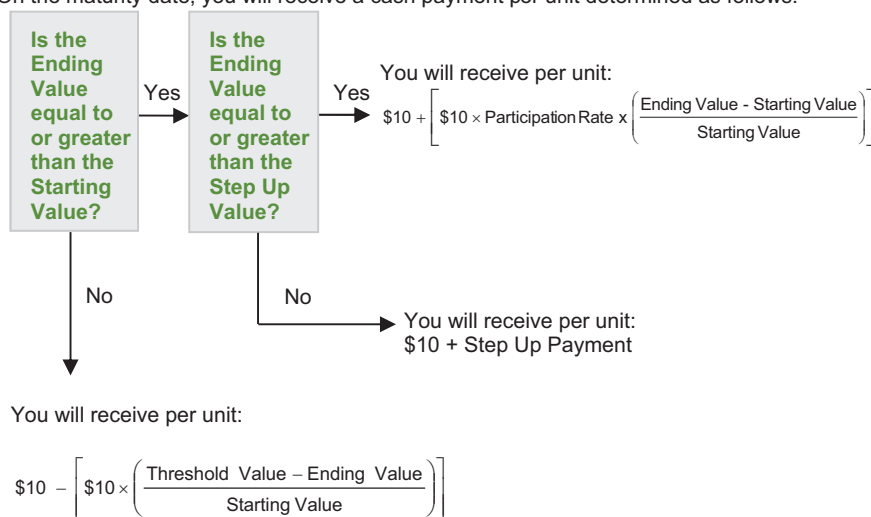 On the maturity date, you will receive a cash payment per unit determined as follows:
Is the
Ending
Value
equal to
or greater
than the
Starting
Value?
Yes
Is the
Ending
Value
equal to
or greater
than the
Step Up
Value?
Yes
You will receive per unit:
$10 + [$10 × Participation Rate x (Ending Value - Starting Value / Starting Value)]
No
No
You will receive per unit:
$10 + Step Up Payment
You will receive per unit:
$10 − [$10 × (Threshold Value – Ending Value / Starting Value)]